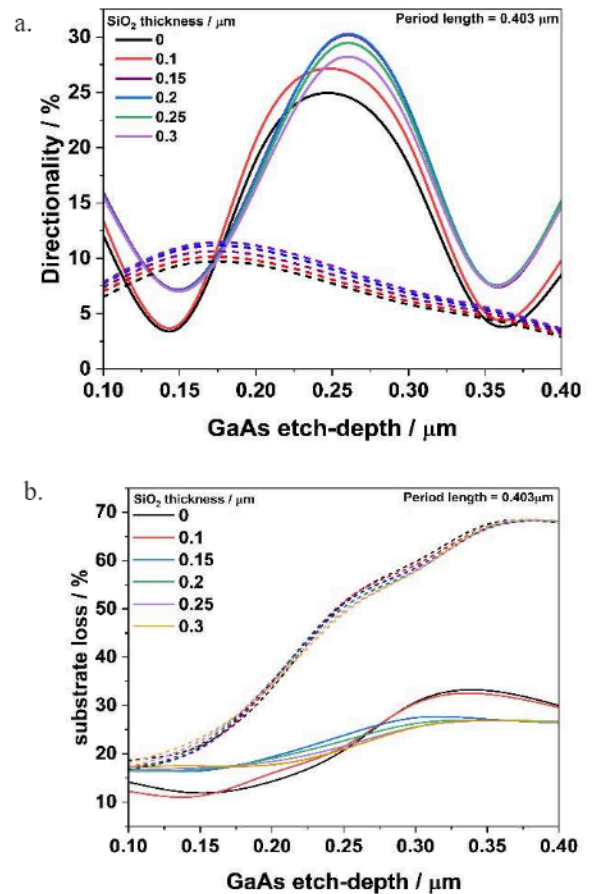 a.
SiO₂ thickness / μm
Period length = 0.403 μm
0
0.1
0.15
0.2
0.25
0.3
Directionality / %
30
25
20
15
10
5
0
0.10 0.15 0.20 0.25 0.30 0.35 0.40
GaAs etch-depth / μm
b.
SiO₂ thickness / μm
Period length = 0.403μm
0
0.1
0.15
0.2
0.25
0.3
substrate loss / %
70
60
50
40
30
20
10
0.10 0.15 0.20 0.25 0.30 0.35 0.40
GaAs etch-depth / μm